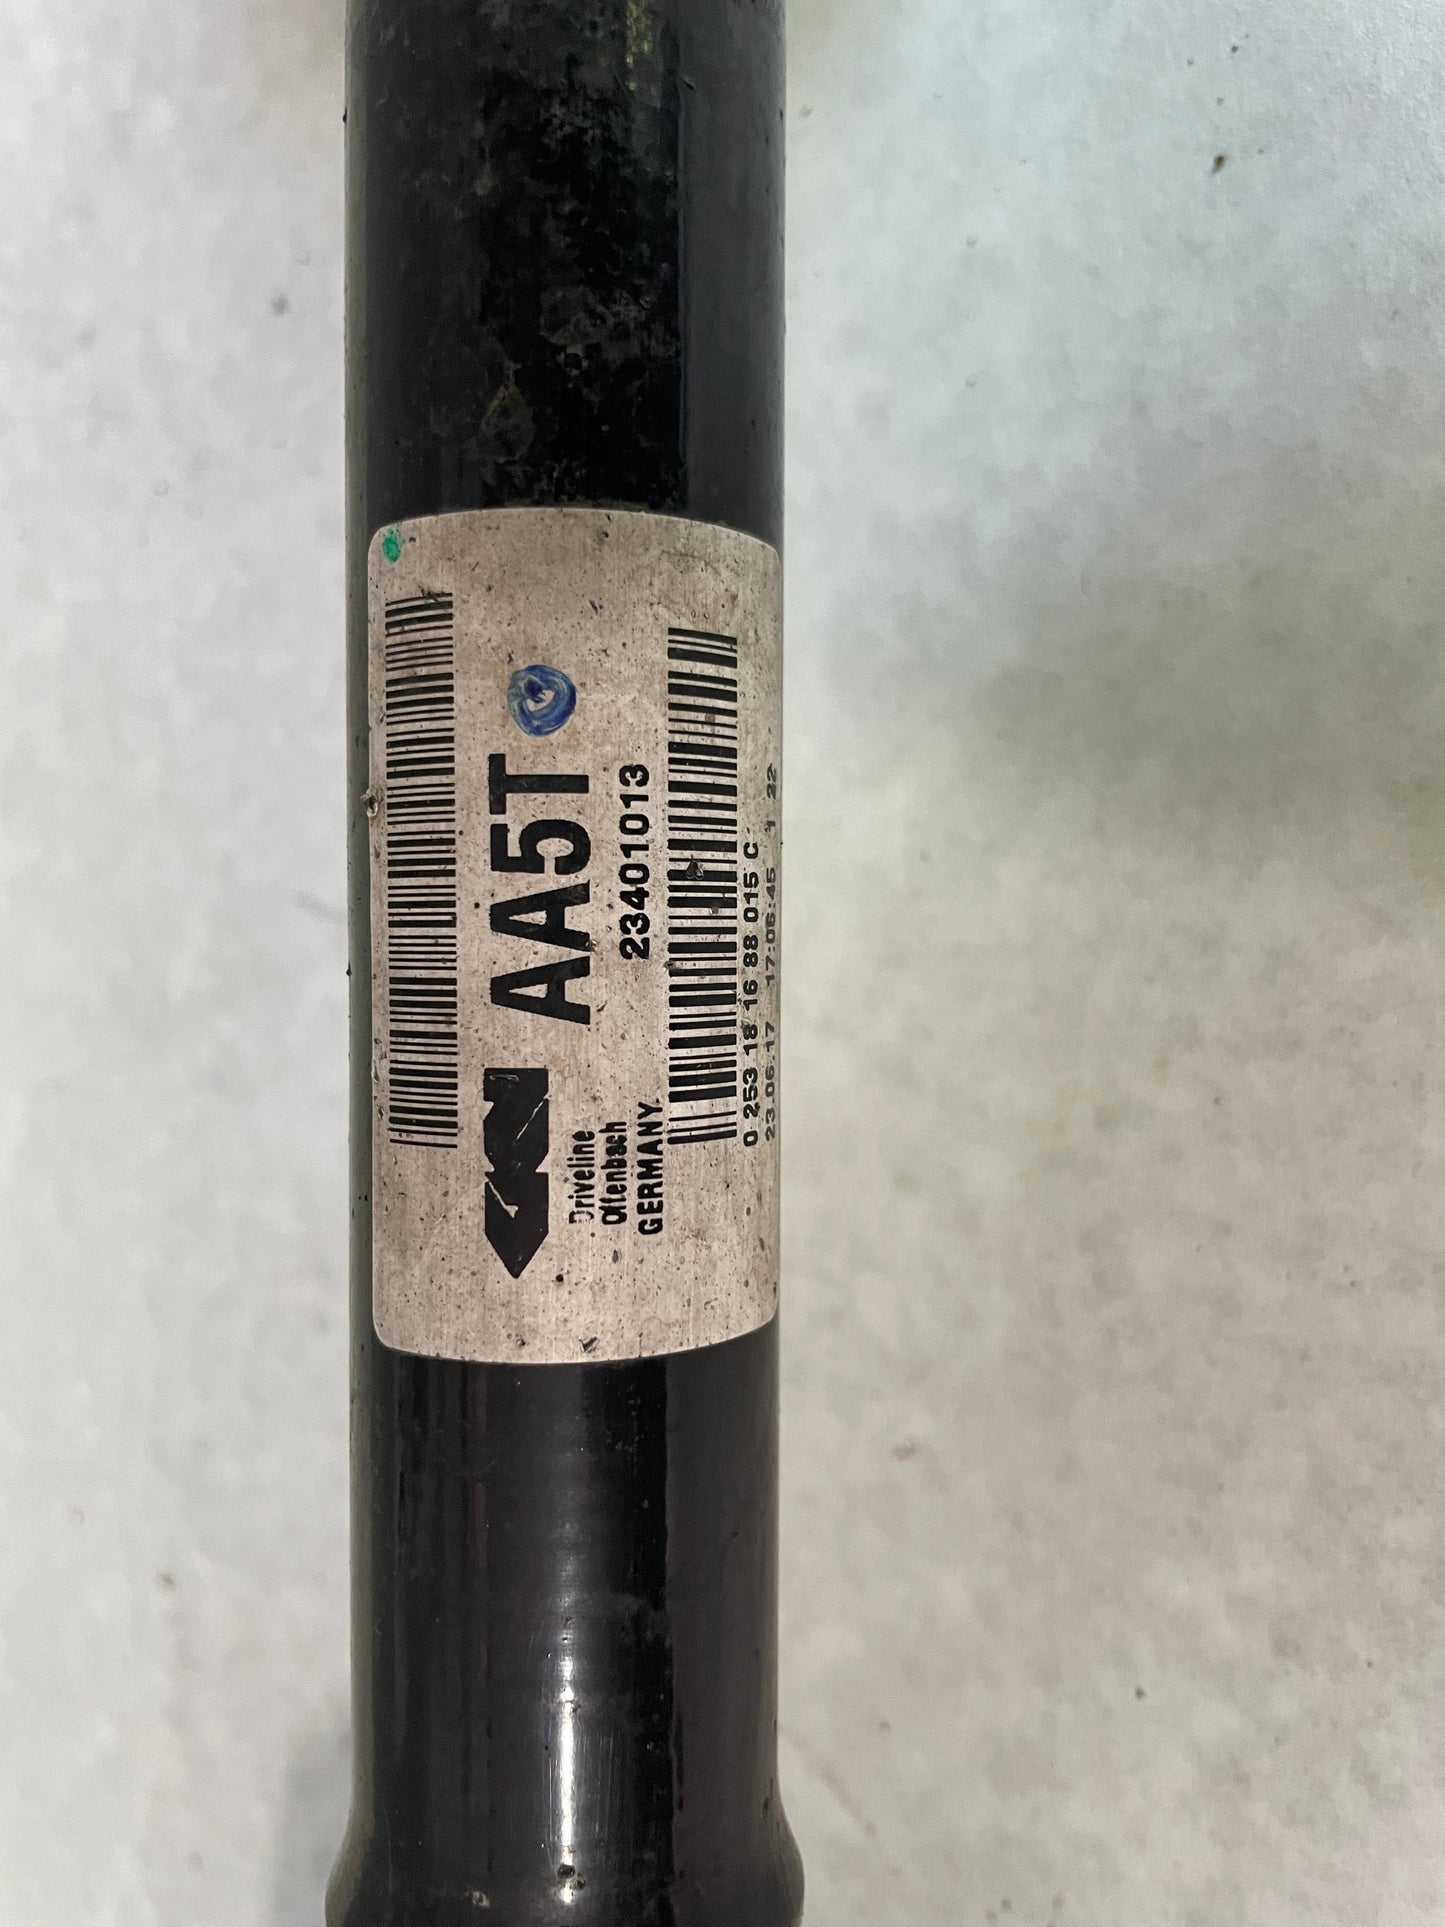 GKN
AA5T
Driveline
Offenbach
GERMANY
23401013
0 253 18 16 88 015 C
23.06.17 17:06:45 1 22